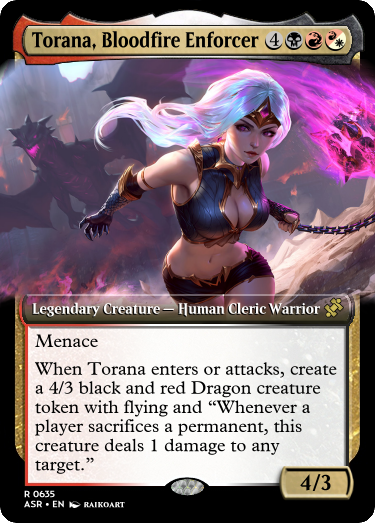 Torana, Bloodfire Enforcer 4
Legendary Creature — Human Cleric Warrior
Menace
When Torana enters or attacks, create
a 4/3 black and red Dragon creature
token with flying and “Whenever a
player sacrifices a permanent, this
creature deals 1 damage to any
target.”
4/3
R 0635
ASR • EN RAIKOART